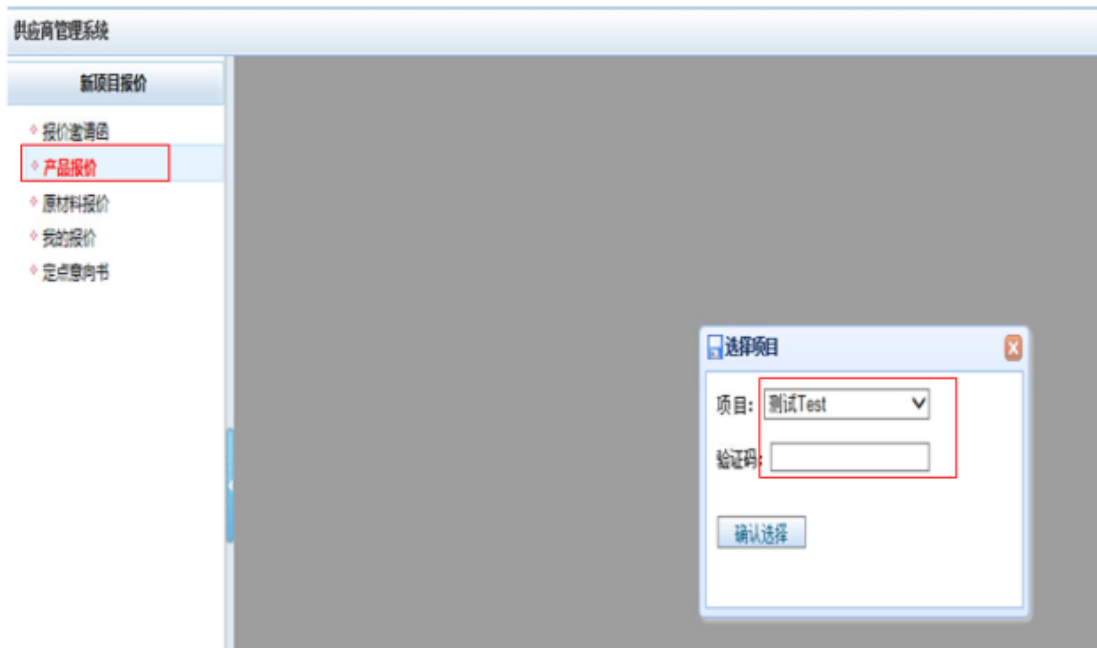 供应商管理系统
新项目报价
报价邀请函
产品报价
原材料报价
我的报价
定点意向书
选择项目
项目: 测试Test
验证码:
确认选择